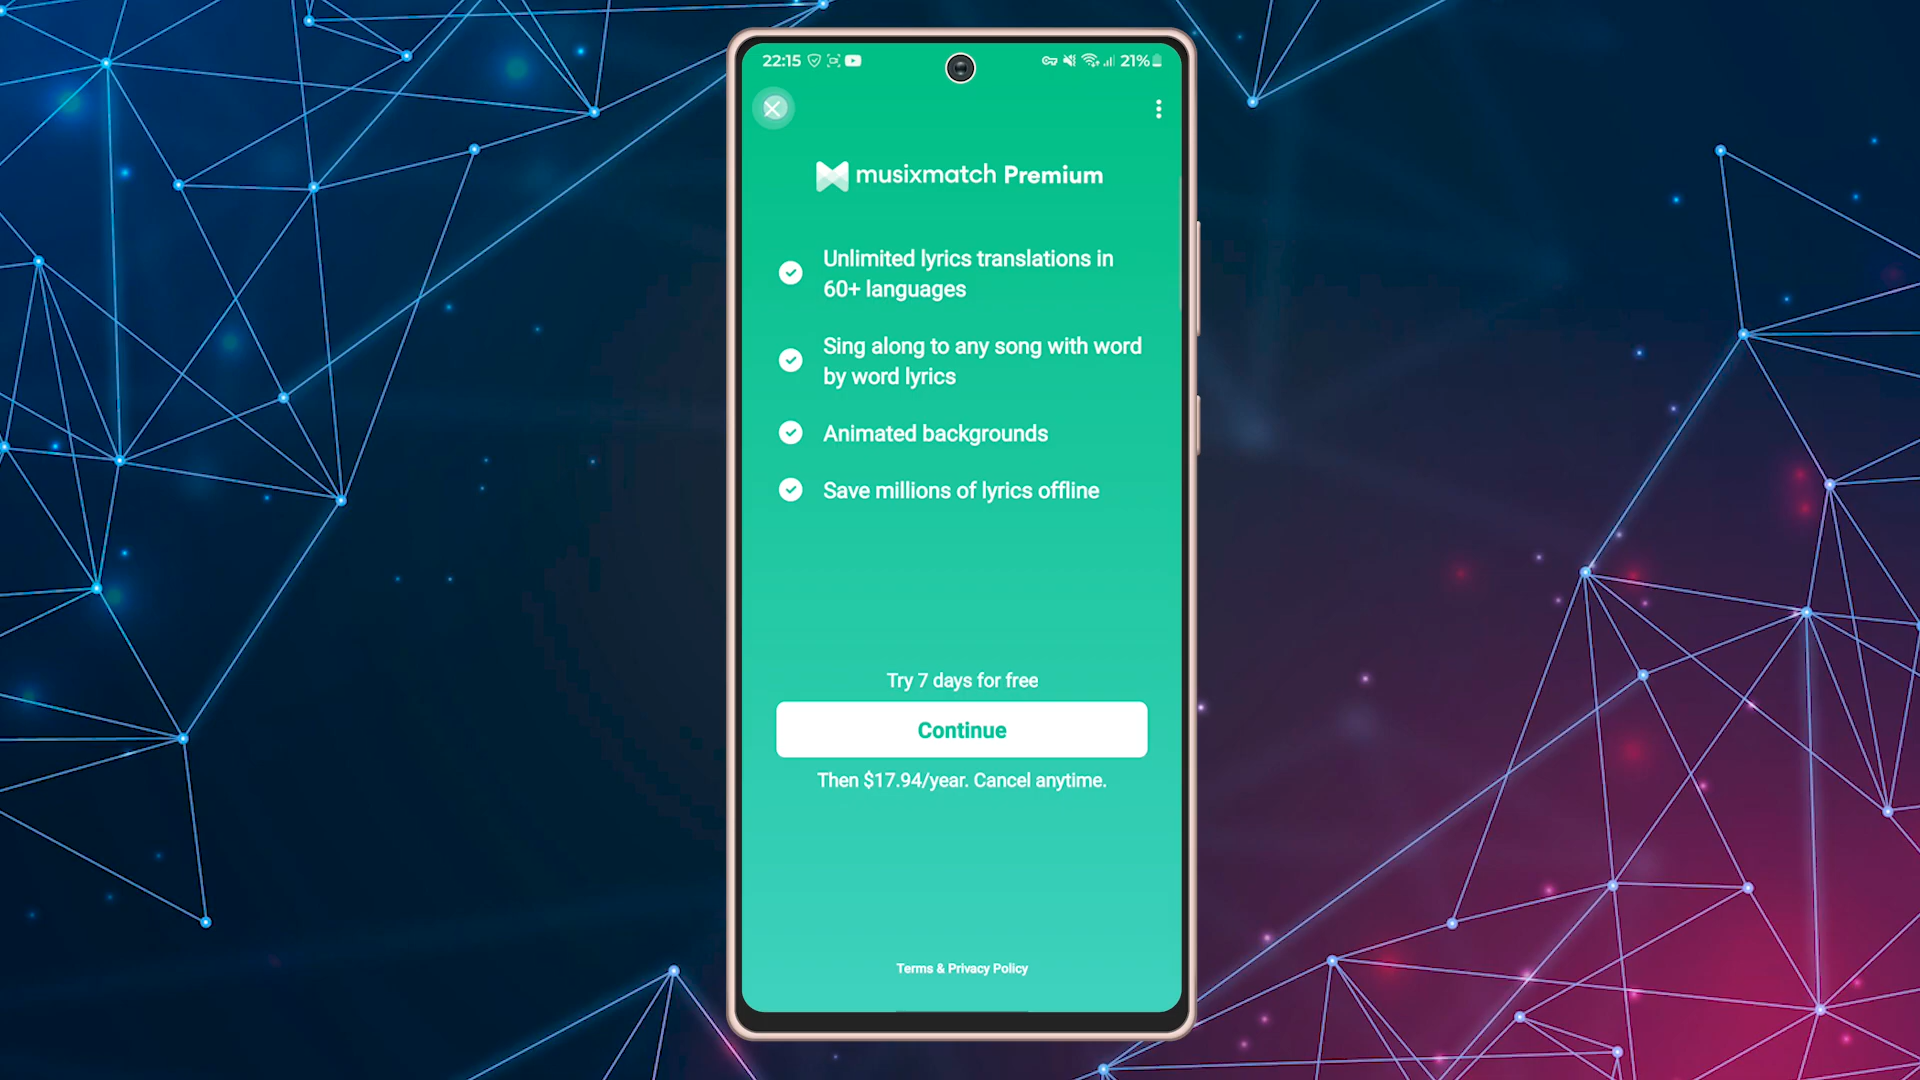 22:15 21%
musixmatch Premium
Unlimited lyrics translations in
60+ languages
Sing along to any song with word
by word lyrics
Animated backgrounds
Save millions of lyrics offline
Try 7 days for free
Continue
Then $17.94/year. Cancel anytime.
Terms & Privacy Policy